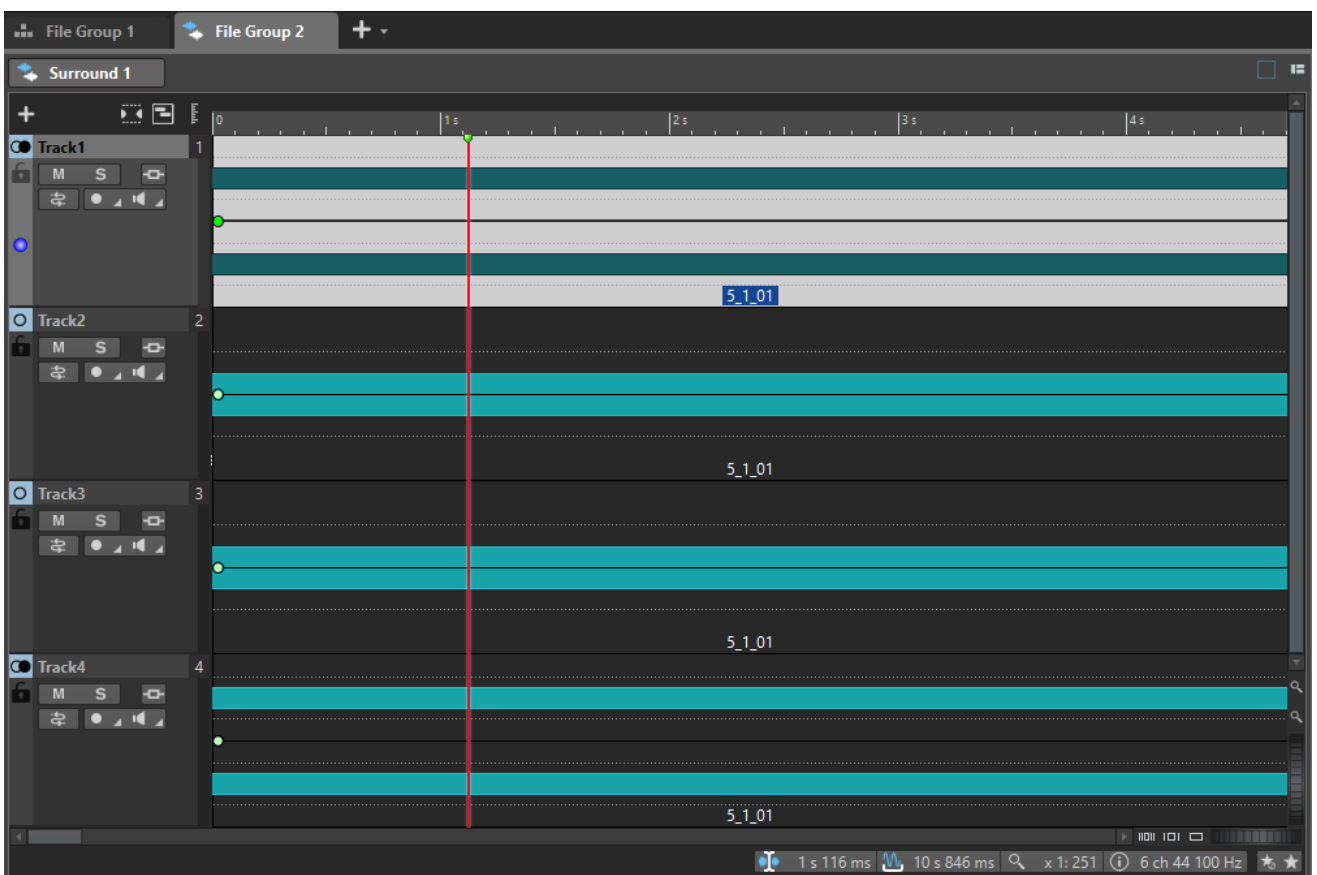 File Group 1 File Group 2
Surround 1
0 1 s 2 s 3 s 4 s
Track1 1
M S
5_1_01
Track2 2
M S
5_1_01
Track3 3
M S
5_1_01
Track4 4
M S
5_1_01
1 s 116 ms 10 s 846 ms x 1: 251 6 ch 44 100 Hz